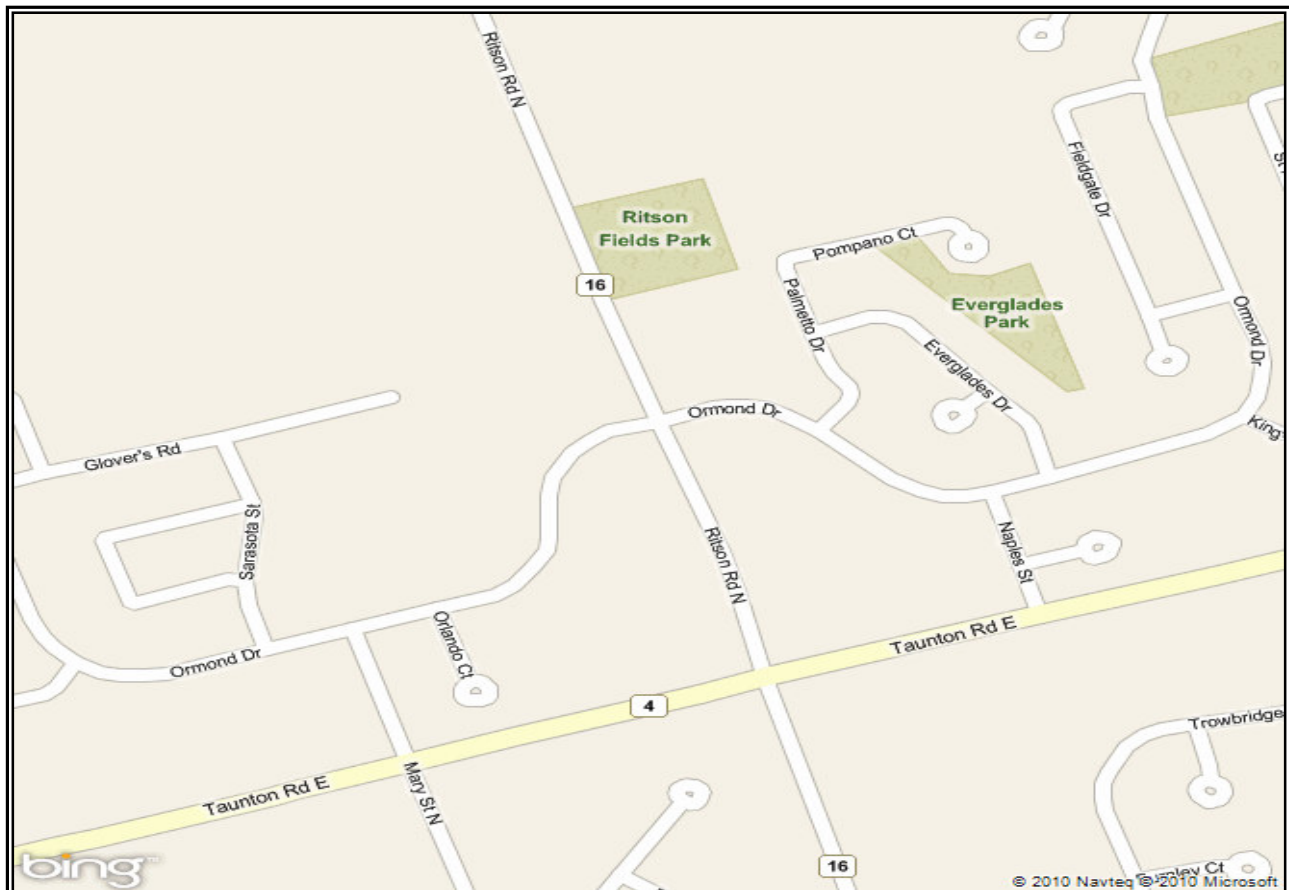 Ritson Rd N
Fieldgate Dr
Ritson
Fields Park
Pompano Ct
16
Palmetto Dr
Everglades
Park
Ormond Dr
Everglades Dr
Ormond Dr
Glover's Rd
Sarasota St
Ritson Rd N
Naples St
Orlando Ct
Taunton Rd E
Ormond Dr
4
Trowbridge
Mary St N
Taunton Rd E
16
bing™
© 2010 Navteq © 2010 Microsoft